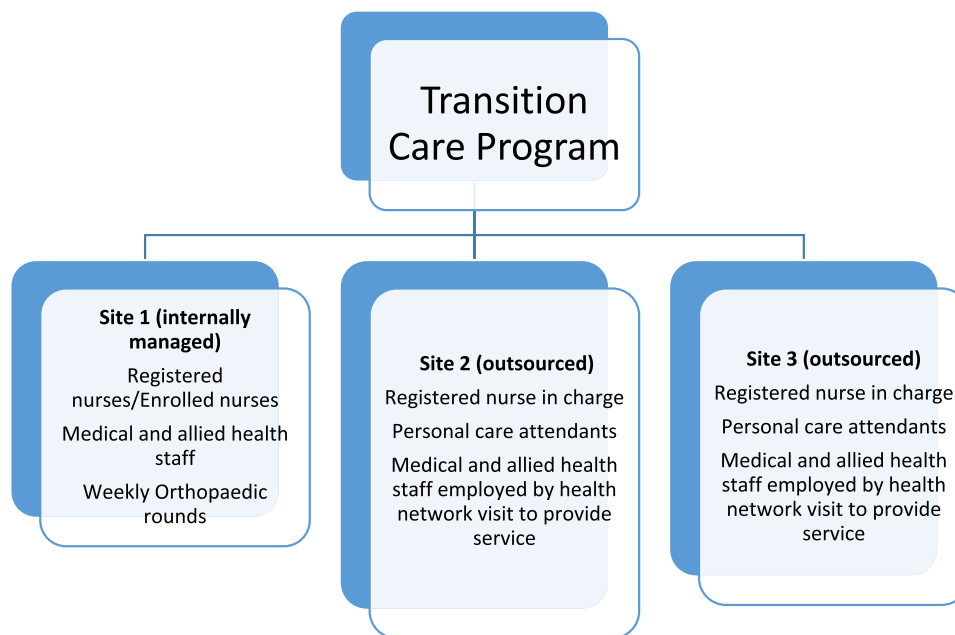 Transition
Care Program
Site 1 (internally
managed)
Registered
nurses/Enrolled nurses
Medical and allied health
staff
Weekly Orthopaedic
rounds
Site 2 (outsourced)
Registered nurse in charge
Personal care attendants
Medical and allied health
staff employed by health
network visit to provide
service
Site 3 (outsourced)
Registered nurse in charge
Personal care attendants
Medical and allied health
staff employed by health
network visit to provide
service